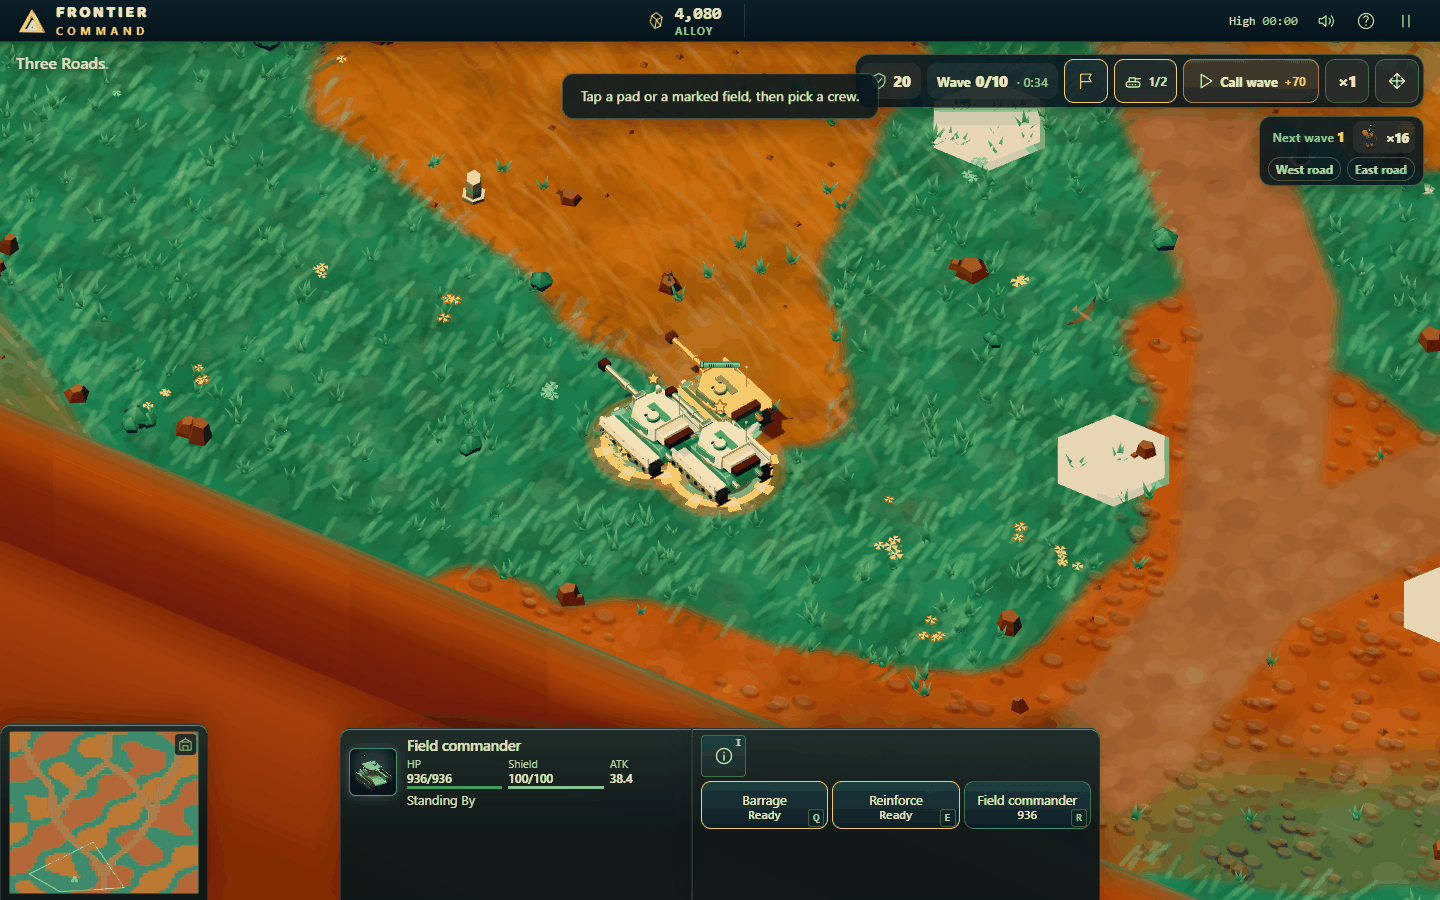 FRONTIER
COMMAND
4,080
ALLOY
High 00:00
Three Roads.
Tap a pad or a marked field, then pick a crew.
20
Wave 0/10 · 0:34
1/2
Call wave +70
×1
Next wave 1
×16
West road
East road
Field commander
HP
Shield
ATK
936/936
100/100
38.4
Standing By
I
Barrage
Ready
Q
Reinforce
Ready
E
Field commander
936
R